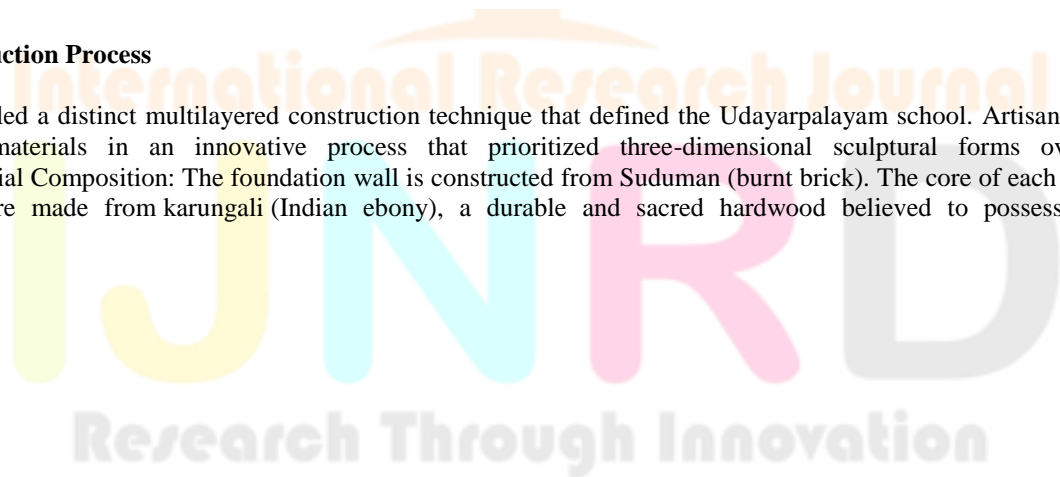 International Research Journal
uction Process
led a distinct multilayered construction technique that defined the Udayarpalayam school. Artisan
materials in an innovative process that prioritized three-dimensional sculptural forms ov
ial Composition: The foundation wall is constructed from Suduman (burnt brick). The core of each
re made from karungali (Indian ebony), a durable and sacred hardwood believed to possess
IJNRD
Research Through Innovation